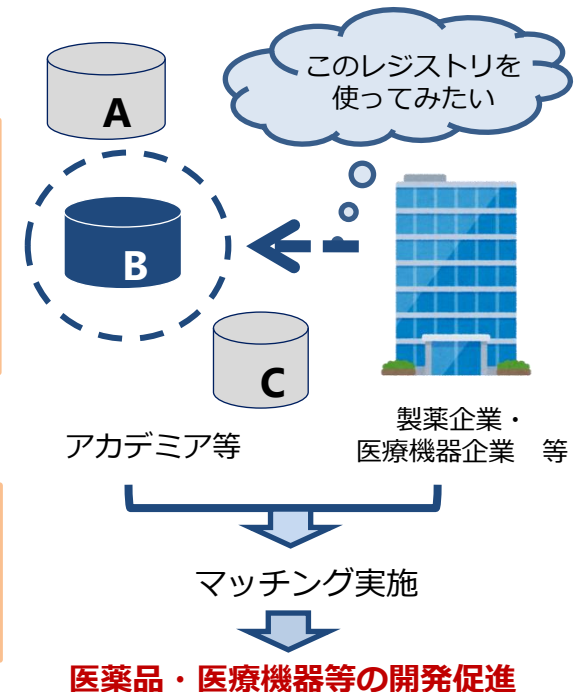 このレジストリを
使ってみたい
A
B
C
アカデミア等
製薬企業・
医療機器企業　等
マッチング実施
医薬品・医療機器等の開発促進